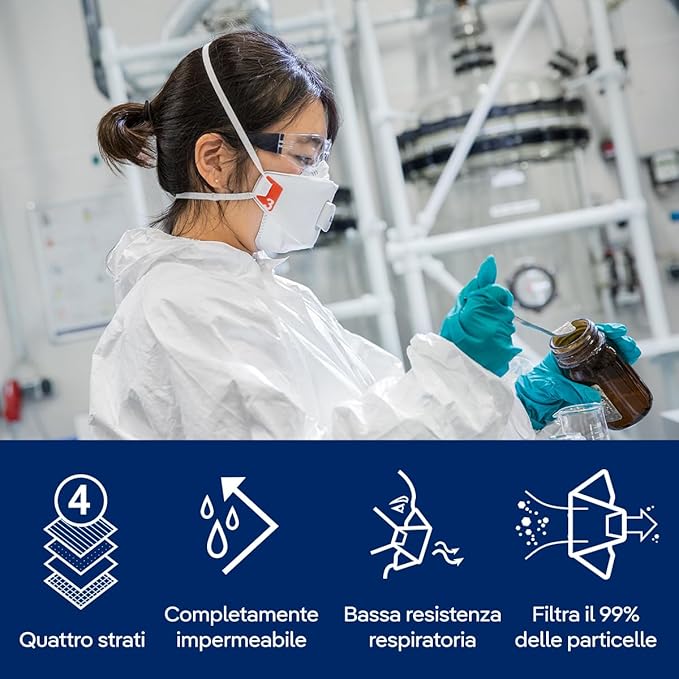 3
4
Quattro strati
Completamente
impermeabile
Bassa resistenza
respiratoria
Filtra il 99%
delle particelle